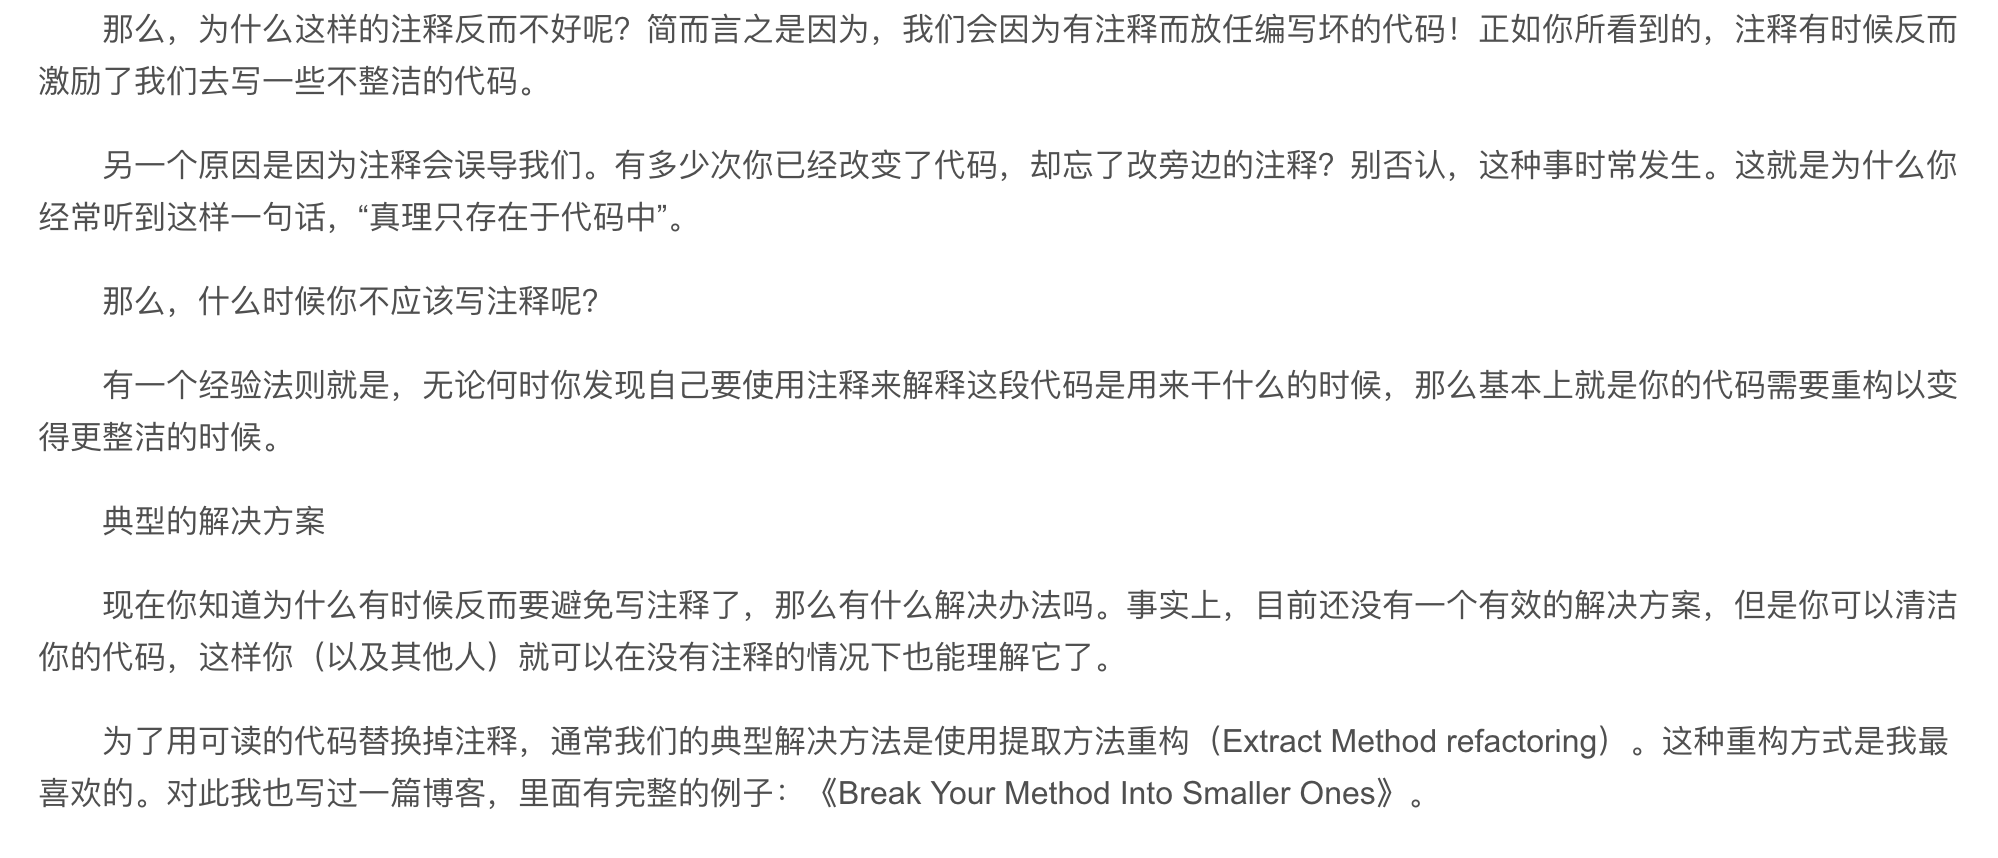 那么，为什么这样的注释反而不好呢？简而言之是因为，我们会因为有注释而放任编写坏的代码！正如你所看到的，注释有时候反而
激励了我们去写一些不整洁的代码。
另一个原因是因为注释会误导我们。有多少次你已经改变了代码，却忘了改旁边的注释？别否认，这种事时常发生。这就是为什么你
经常听到这样一句话，“真理只存在于代码中”。
那么，什么时候你不应该写注释呢？
有一个经验法则就是，无论何时你发现自己要使用注释来解释这段代码是用来干什么的时候，那么基本上就是你的代码需要重构以变
得更整洁的时候。
典型的解决方案
现在你知道为什么有时候反而要避免写注释了，那么有什么解决办法吗。事实上，目前还没有一个有效的解决方案，但是你可以清洁
你的代码，这样你（以及其他人）就可以在没有注释的情况下也能理解它了。
为了用可读的代码替换掉注释，通常我们的典型解决方法是使用提取方法重构（Extract Method refactoring）。这种重构方式是我最
喜欢的。对此我也写过一篇博客，里面有完整的例子：《Break Your Method Into Smaller Ones》。